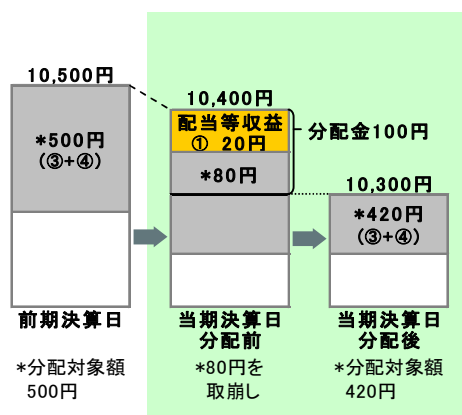 10,500円
*500円
(③+④)
前期決算日
*分配対象額
500円
10,400円
配当等収益
① 20円
*80円
分配金100円
当期決算日
分配前
*80円を
取崩し
10,300円
*420円
(③+④)
当期決算日
分配後
*分配対象額
420円